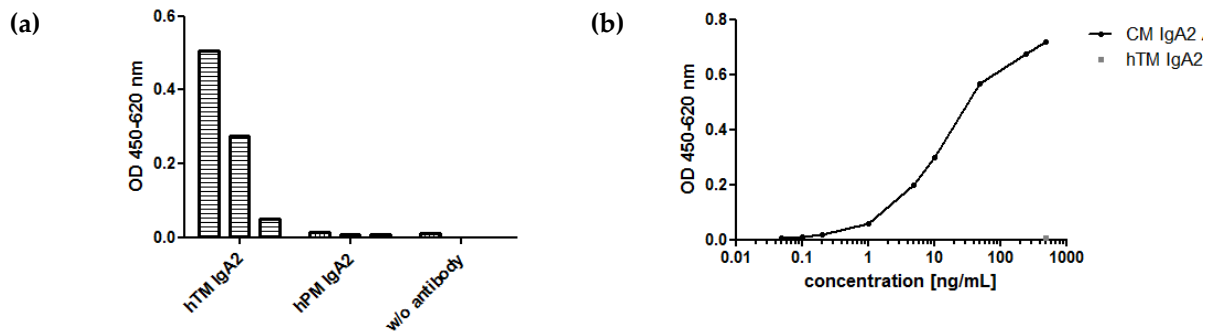 (a)
0.6
0.4
0.2
0.0
OD 450-620 nm
hTM IgA2
hPM IgA2
w/o antibody
(b)
0.8
0.6
0.4
0.2
0.0
OD 450-620 nm
0.01
0.1
1
10
100
1000
concentration [ng/mL]
CM IgA2
hTM IgA2